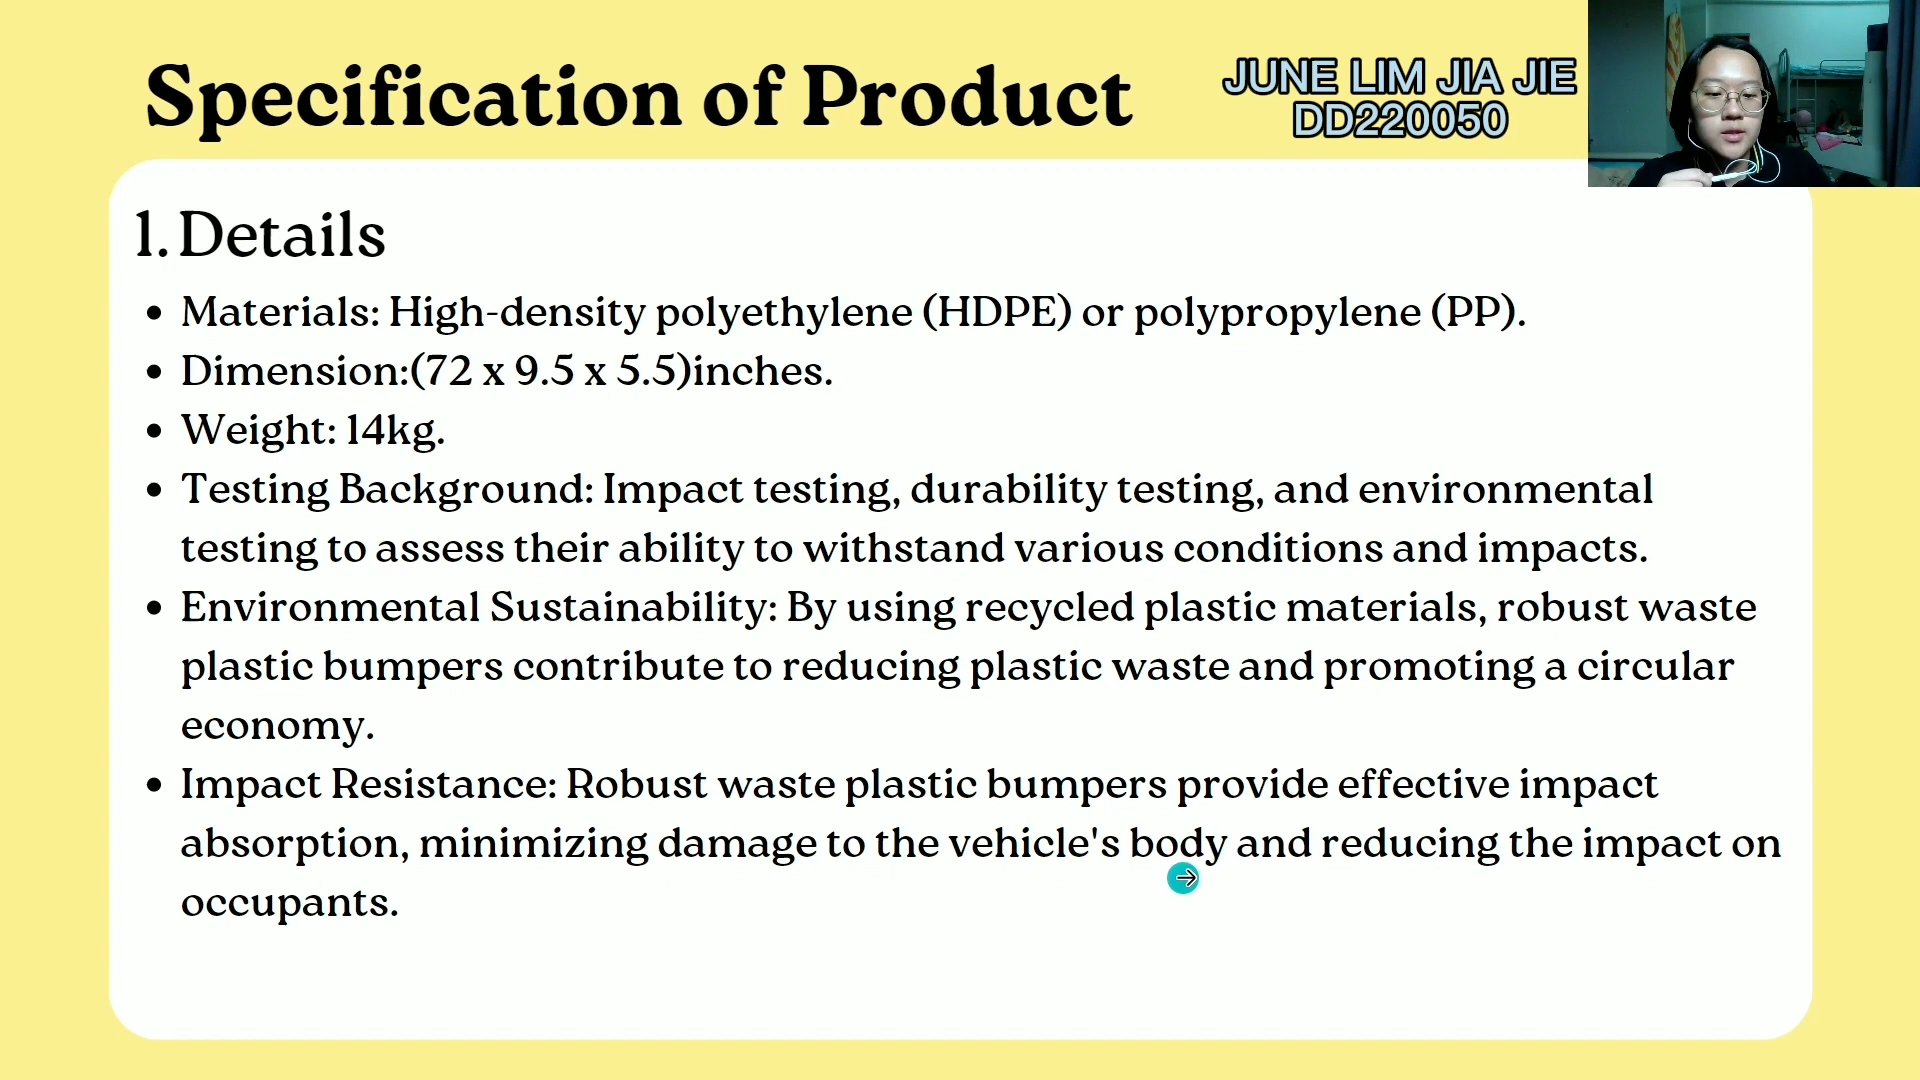 Specification of Product
JUNE LIM JIA JIE
DD220050
1. Details
• Materials: High-density polyethylene (HDPE) or polypropylene (PP).
• Dimension:(72 x 9.5 x 5.5)inches.
• Weight: 14kg.
• Testing Background: Impact testing, durability testing, and environmental
testing to assess their ability to withstand various conditions and impacts.
• Environmental Sustainability: By using recycled plastic materials, robust waste
plastic bumpers contribute to reducing plastic waste and promoting a circular
economy.
• Impact Resistance: Robust waste plastic bumpers provide effective impact
absorption, minimizing damage to the vehicle's body and reducing the impact on
occupants.